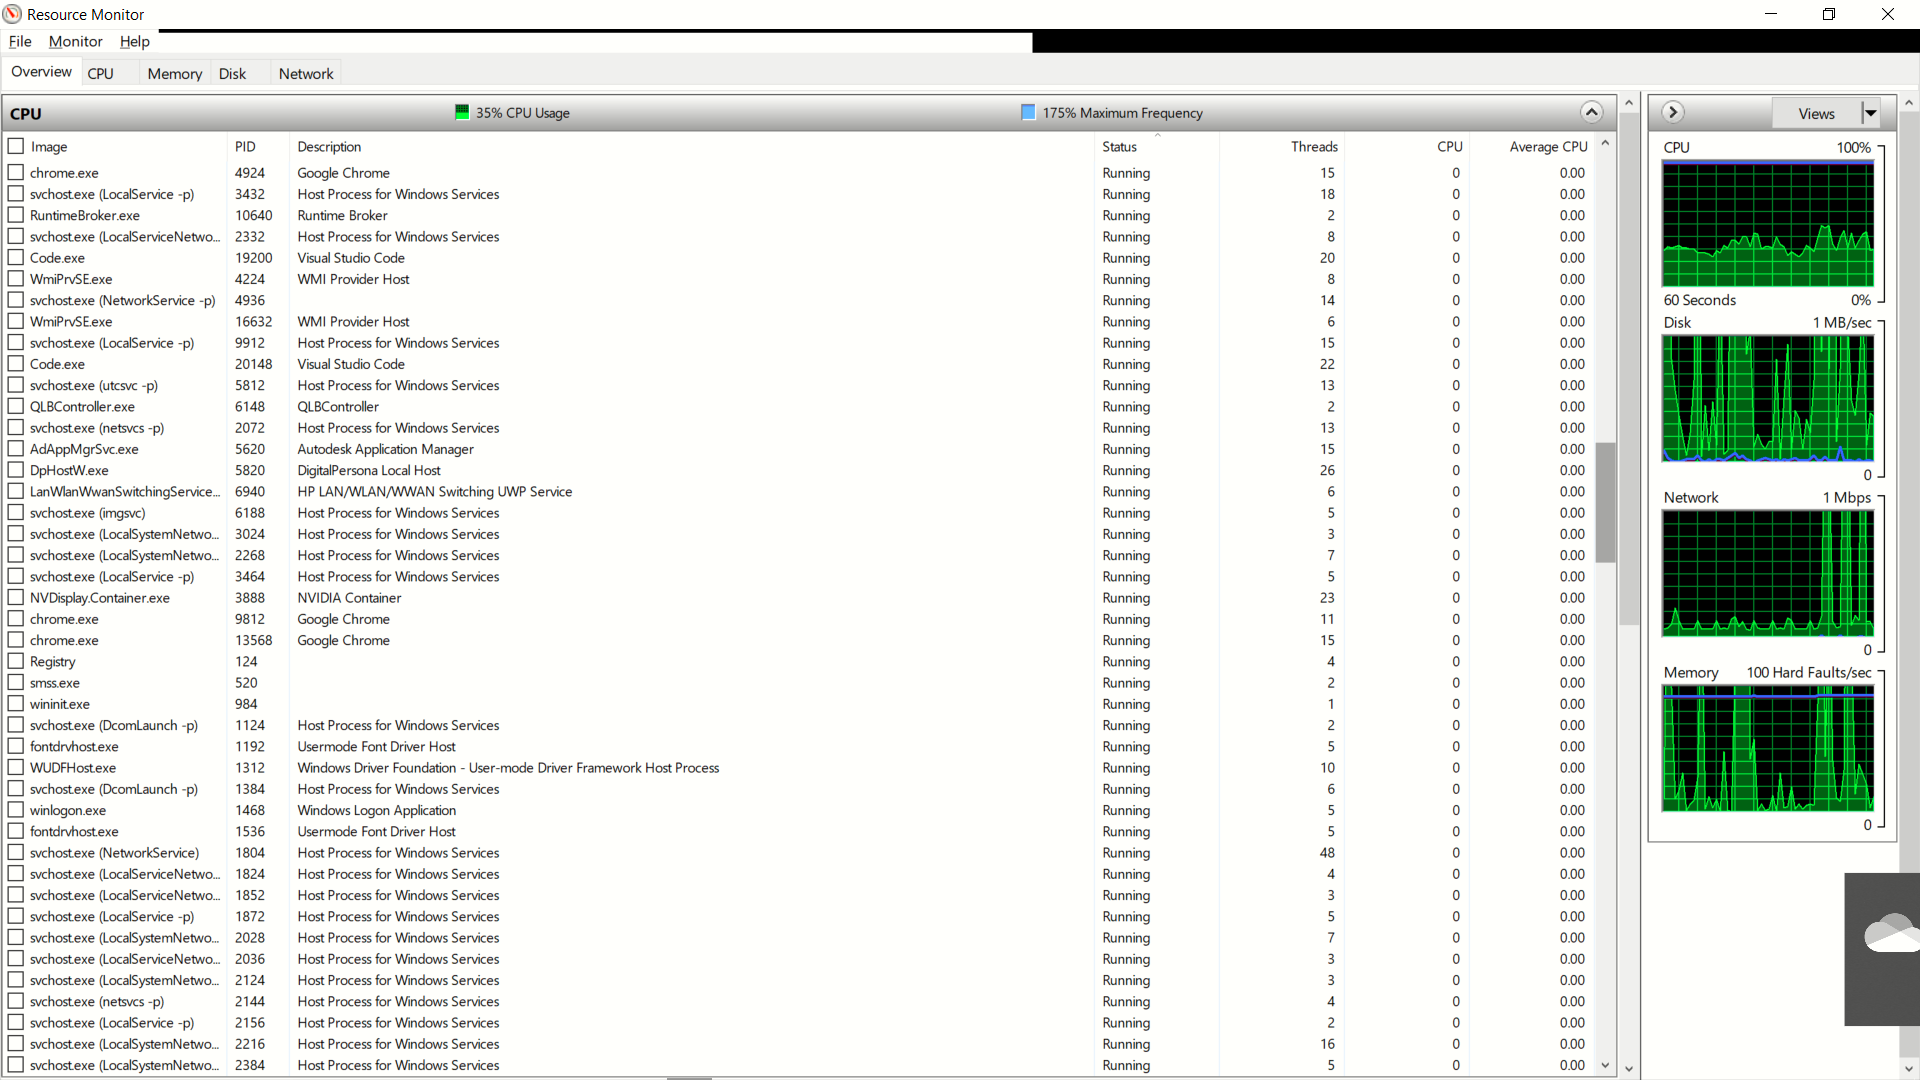 Resource Monitor
File Monitor Help
Overview CPU Memory Disk Network
CPU 35% CPU Usage 175% Maximum Frequency
Image PID Description Status Threads CPU Average CPU
chrome.exe 4924 Google Chrome Running 15 0 0.00
svchost.exe (LocalService -p) 3432 Host Process for Windows Services Running 18 0 0.00
RuntimeBroker.exe 10640 Runtime Broker Running 2 0 0.00
svchost.exe (LocalServiceNetwo... 2332 Host Process for Windows Services Running 8 0 0.00
Code.exe 19200 Visual Studio Code Running 20 0 0.00
WmiPrvSE.exe 4224 WMI Provider Host Running 8 0 0.00
svchost.exe (NetworkService -p) 4936 Running 14 0 0.00
WmiPrvSE.exe 16632 WMI Provider Host Running 6 0 0.00
svchost.exe (LocalService -p) 9912 Host Process for Windows Services Running 15 0 0.00
Code.exe 20148 Visual Studio Code Running 22 0 0.00
svchost.exe (utcsvc -p) 5812 Host Process for Windows Services Running 13 0 0.00
QLBController.exe 6148 QLBController Running 2 0 0.00
svchost.exe (netsvcs -p) 2072 Host Process for Windows Services Running 13 0 0.00
AdAppMgrSvc.exe 5620 Autodesk Application Manager Running 15 0 0.00
DpHostW.exe 5820 DigitalPersona Local Host Running 26 0 0.00
LanWlanWwanSwitchingService... 6940 HP LAN/WLAN/WWAN Switching UWP Service Running 6 0 0.00
svchost.exe (imgsvc) 6188 Host Process for Windows Services Running 5 0 0.00
svchost.exe (LocalSystemNetwo... 3024 Host Process for Windows Services Running 3 0 0.00
svchost.exe (LocalSystemNetwo... 2268 Host Process for Windows Services Running 7 0 0.00
svchost.exe (LocalService -p) 3464 Host Process for Windows Services Running 5 0 0.00
NVDisplay.Container.exe 3888 NVIDIA Container Running 23 0 0.00
chrome.exe 9812 Google Chrome Running 11 0 0.00
chrome.exe 13568 Google Chrome Running 15 0 0.00
Registry 124 Running 4 0 0.00
smss.exe 520 Running 2 0 0.00
wininit.exe 984 Running 1 0 0.00
svchost.exe (DcomLaunch -p) 1124 Host Process for Windows Services Running 2 0 0.00
fontdrvhost.exe 1192 Usermode Font Driver Host Running 5 0 0.00
WUDFHost.exe 1312 Windows Driver Foundation - User-mode Driver Framework Host Process Running 10 0 0.00
svchost.exe (DcomLaunch -p) 1384 Host Process for Windows Services Running 6 0 0.00
winlogon.exe 1468 Windows Logon Application Running 5 0 0.00
fontdrvhost.exe 1536 Usermode Font Driver Host Running 5 0 0.00
svchost.exe (NetworkService) 1804 Host Process for Windows Services Running 48 0 0.00
svchost.exe (LocalServiceNetwo... 1824 Host Process for Windows Services Running 4 0 0.00
svchost.exe (LocalServiceNetwo... 1852 Host Process for Windows Services Running 3 0 0.00
svchost.exe (LocalService -p) 1872 Host Process for Windows Services Running 5 0 0.00
svchost.exe (LocalSystemNetwo... 2028 Host Process for Windows Services Running 7 0 0.00
svchost.exe (LocalServiceNetwo... 2036 Host Process for Windows Services Running 3 0 0.00
svchost.exe (LocalSystemNetwo... 2124 Host Process for Windows Services Running 3 0 0.00
svchost.exe (netsvcs -p) 2144 Host Process for Windows Services Running 4 0 0.00
svchost.exe (LocalService -p) 2156 Host Process for Windows Services Running 2 0 0.00
svchost.exe (LocalSystemNetwo... 2216 Host Process for Windows Services Running 16 0 0.00
svchost.exe (LocalSystemNetwo... 2384 Host Process for Windows Services Running 5 0 0.00
Views
CPU 100%
60 Seconds 0%
Disk 1 MB/sec
0
Network 1 Mbps
0
Memory 100 Hard Faults/sec
0